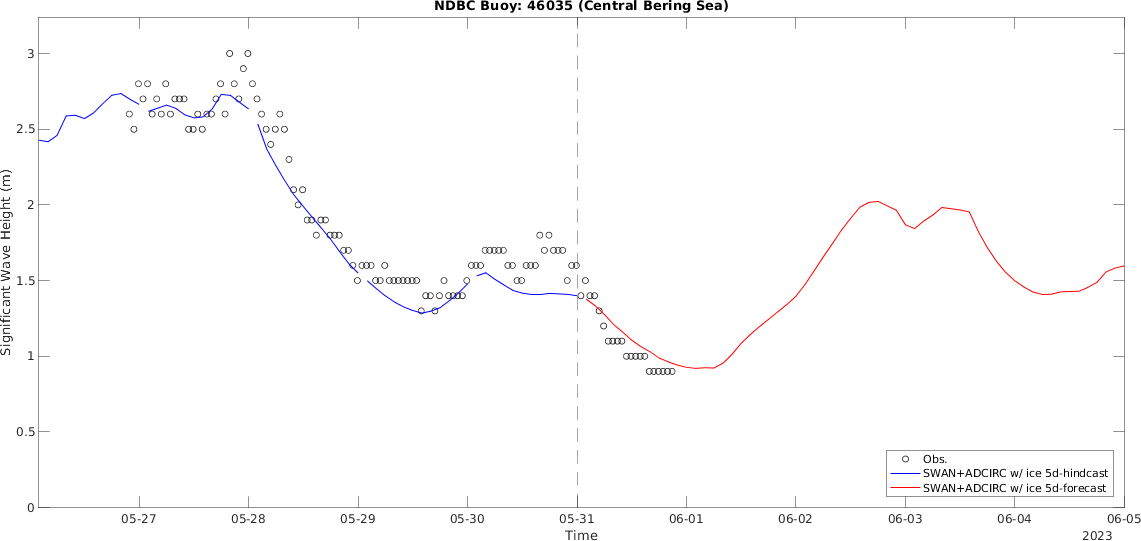 NDBC Buoy: 46035 (Central Bering Sea)
Significant Wave Height (m)
3
2.5
2
1.5
1
0.5
0
Obs.
SWAN+ADCIRC w/ ice 5d-hindcast
SWAN+ADCIRC w/ ice 5d-forecast
05-27 05-28 05-29 05-30 05-31 06-01 06-02 06-03 06-04 06-05
Time
2023